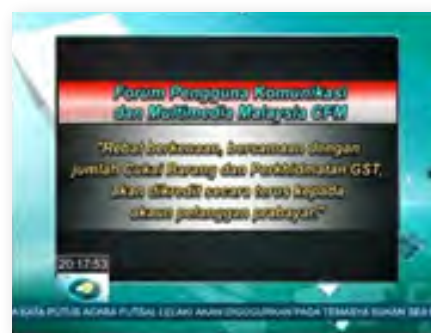 Forum Pengguna Komunikasi
dan Multimedia Malaysia CFM
"Rebat berkenaan, bersamaan dengan
jumlah Cukai Barang dan Perkhidmatan GST,
akan dikredit secara terus kepada
akaun pelanggan prabayar."
20:17:53
A KATA PUTUS ACARA FUTSAL LELAKI AKAN DIGUGURKAN PADA TEMASYA SUKAN SEA